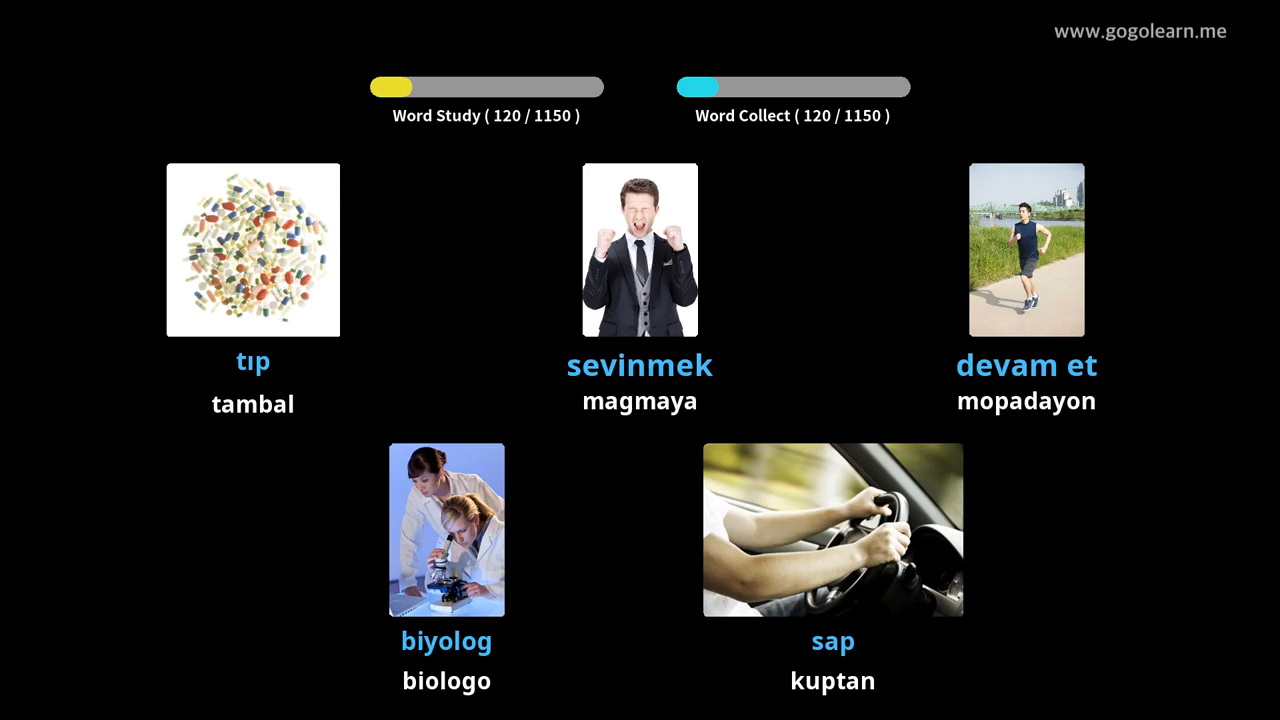 www.gogolearn.me
Word Study ( 120 / 1150 )
Word Collect ( 120 / 1150 )
tıp
tambal
sevinmek
magmaya
devam et
mopadayon
biyolog
biologo
sap
kuptan